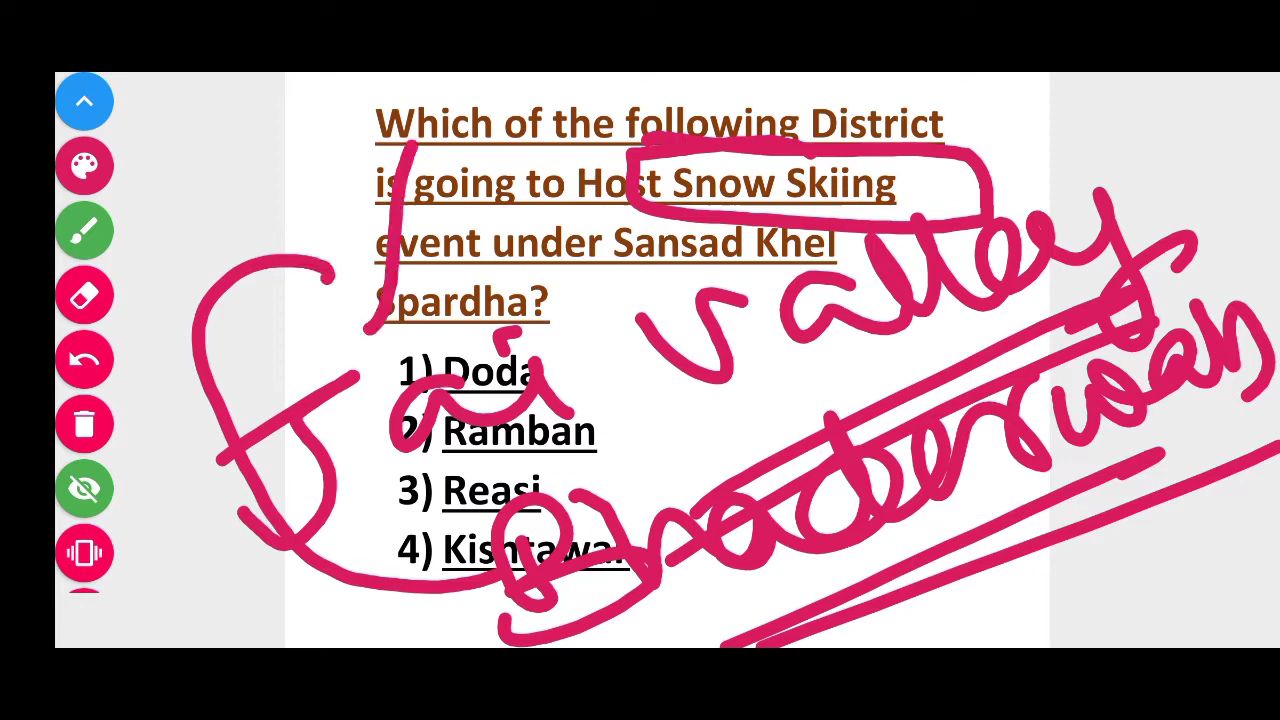 Which of the following District
is going to Host Snow Skiing
event under Sansad Khel
Spardha?
1) Doda
2) Ramban
3) Reasi
4) Kishtawar
Jai valley
Bhaderwah